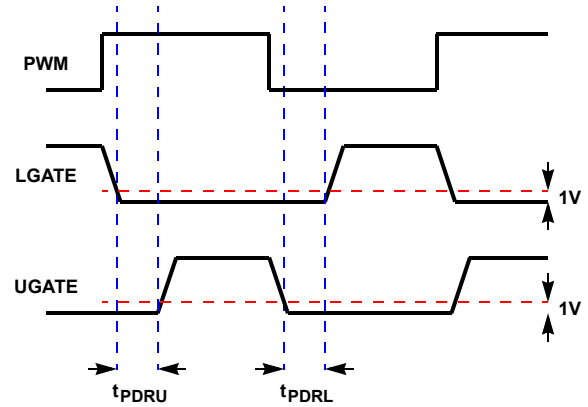 PWM
LGATE
1V
UGATE
1V
tPDRU
tPDRL